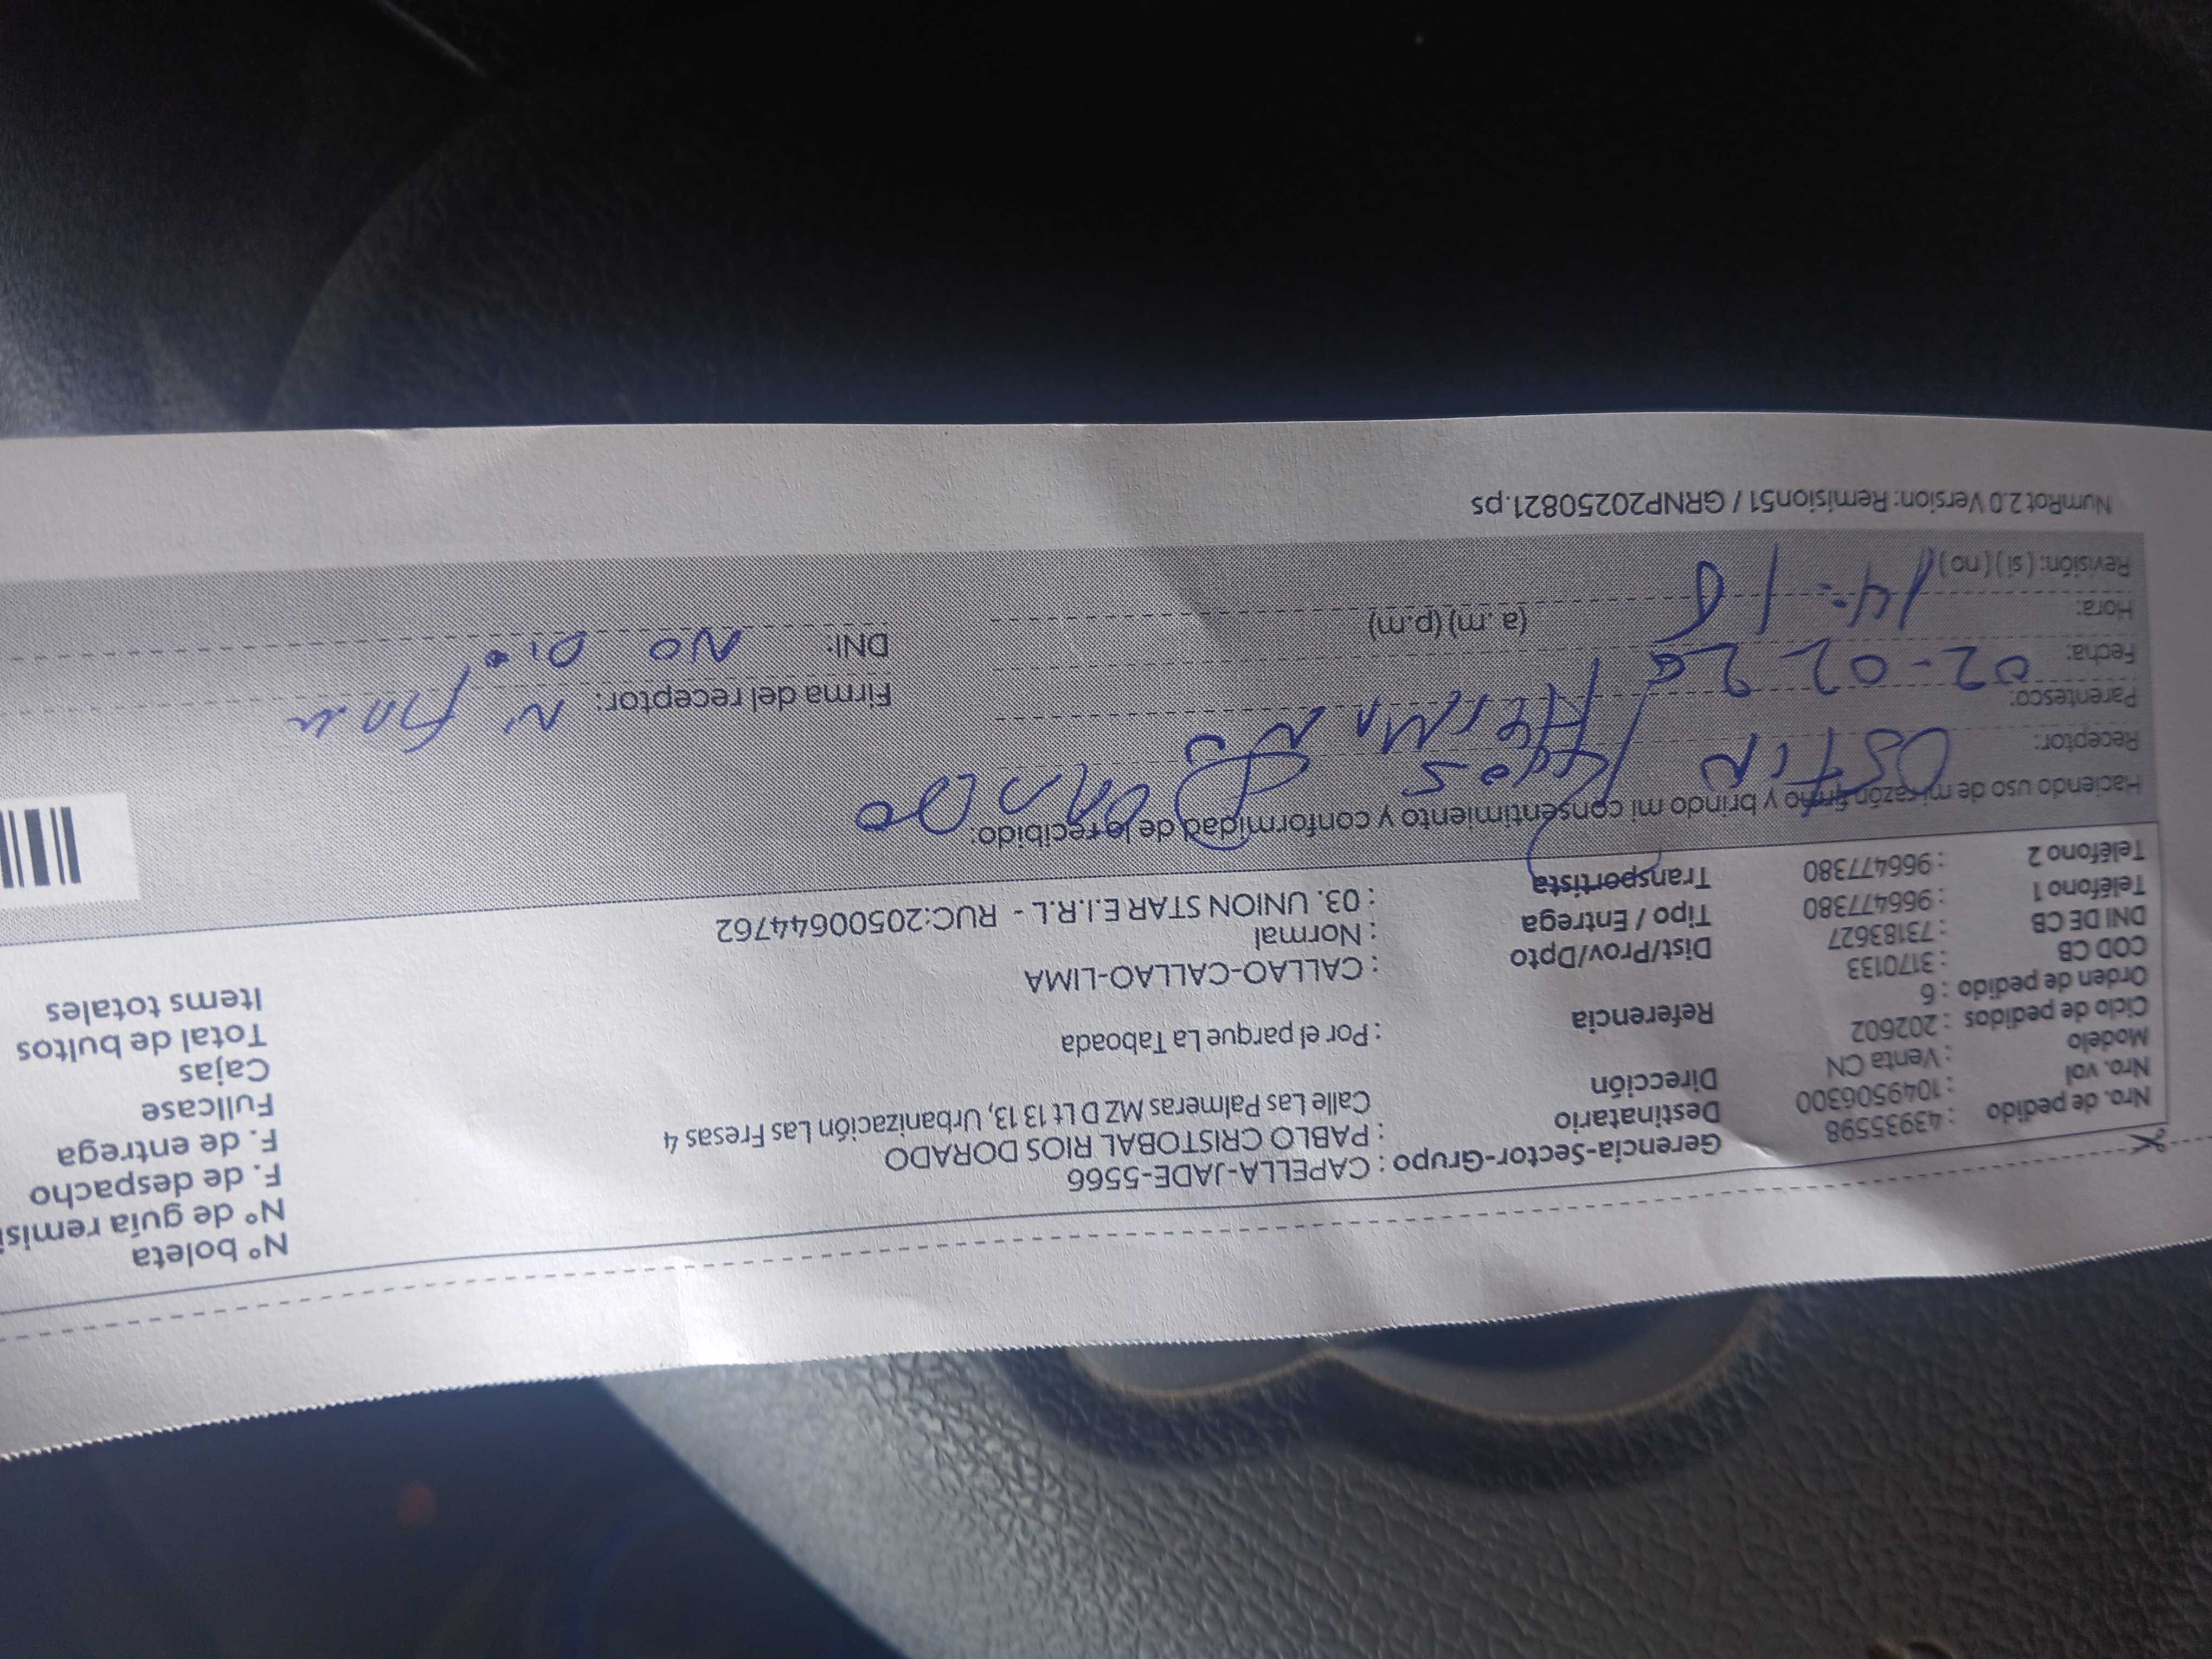 Nro. de pedido : 43935598
Nro. vol : 1049506300
Modelo : Venta CN
Ciclo de pedidos : 202602
Orden de pedido : 6
COD CB : 3170133
DNI DE CB : 73183627
Teléfono 1 : 966477380
Teléfono 2 : 966477380
Gerencia-Sector-Grupo : CAPELLA-JADE-5566
Destinatario : PABLO CRISTOBAL RIOS DORADO
Dirección Calle Las Palmeras MZ D Lt 13 13, Urbanización Las Fresas 4
Referencia : Por el parque La Taboada
Dist/Prov/Dpto : CALLAO-CALLAO-LIMA
Tipo / Entrega : Normal
Transportista : 03. UNION STAR E.I.R.L - RUC:20500644762
N° boleta
N° de guía remisi
F. de despacho
F. de entrega
Fullcase
Cajas
Total de bultos
Items totales
Haciendo uso de mi razón firmo y brindo mi consentimiento y conformidad de lo recibido:
Receptor:
Parentesco:
Fecha: 02-02-26
Hora: 14:18 (a.m) (p.m)
Revisión: ( si ) ( no )
Firma del receptor:
DNI: NO Dio
NumRot 2.0 Version: Remision51 / GRNP20250821.ps